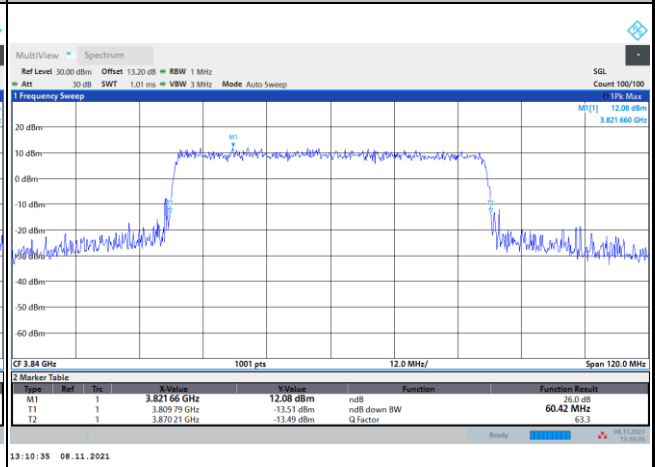 MultiView Spectrum
Ref Level 30.00 dBm Offset 13.20 dB RBW 1 MHz SGL
Att 30 dB SWT 1.01 ms VBW 3 MHz Mode Auto Sweep Count 100/100
1 Frequency Sweep 1Pk Max
M1[1] 12.08 dBm
3.821 660 GHz
20 dBm
M1
10 dBm
0 dBm
-10 dBm
-20 dBm
-30 dBm
-40 dBm
-50 dBm
-60 dBm
CF 3.84 GHz 1001 pts 12.0 MHz/ Span 120.0 MHz
2 Marker Table
Type Ref Trc X-Value Y-Value Function Function Result
M1 1 3.821 66 GHz 12.08 dBm ndB 26.0 dB
T1 1 3.809 79 GHz -13.51 dBm ndB down BW 60.42 MHz
T2 1 3.870 21 GHz -13.49 dBm Q Factor 63.3
Ready 08.11.2021
13:10:35
13:10:35 08.11.2021